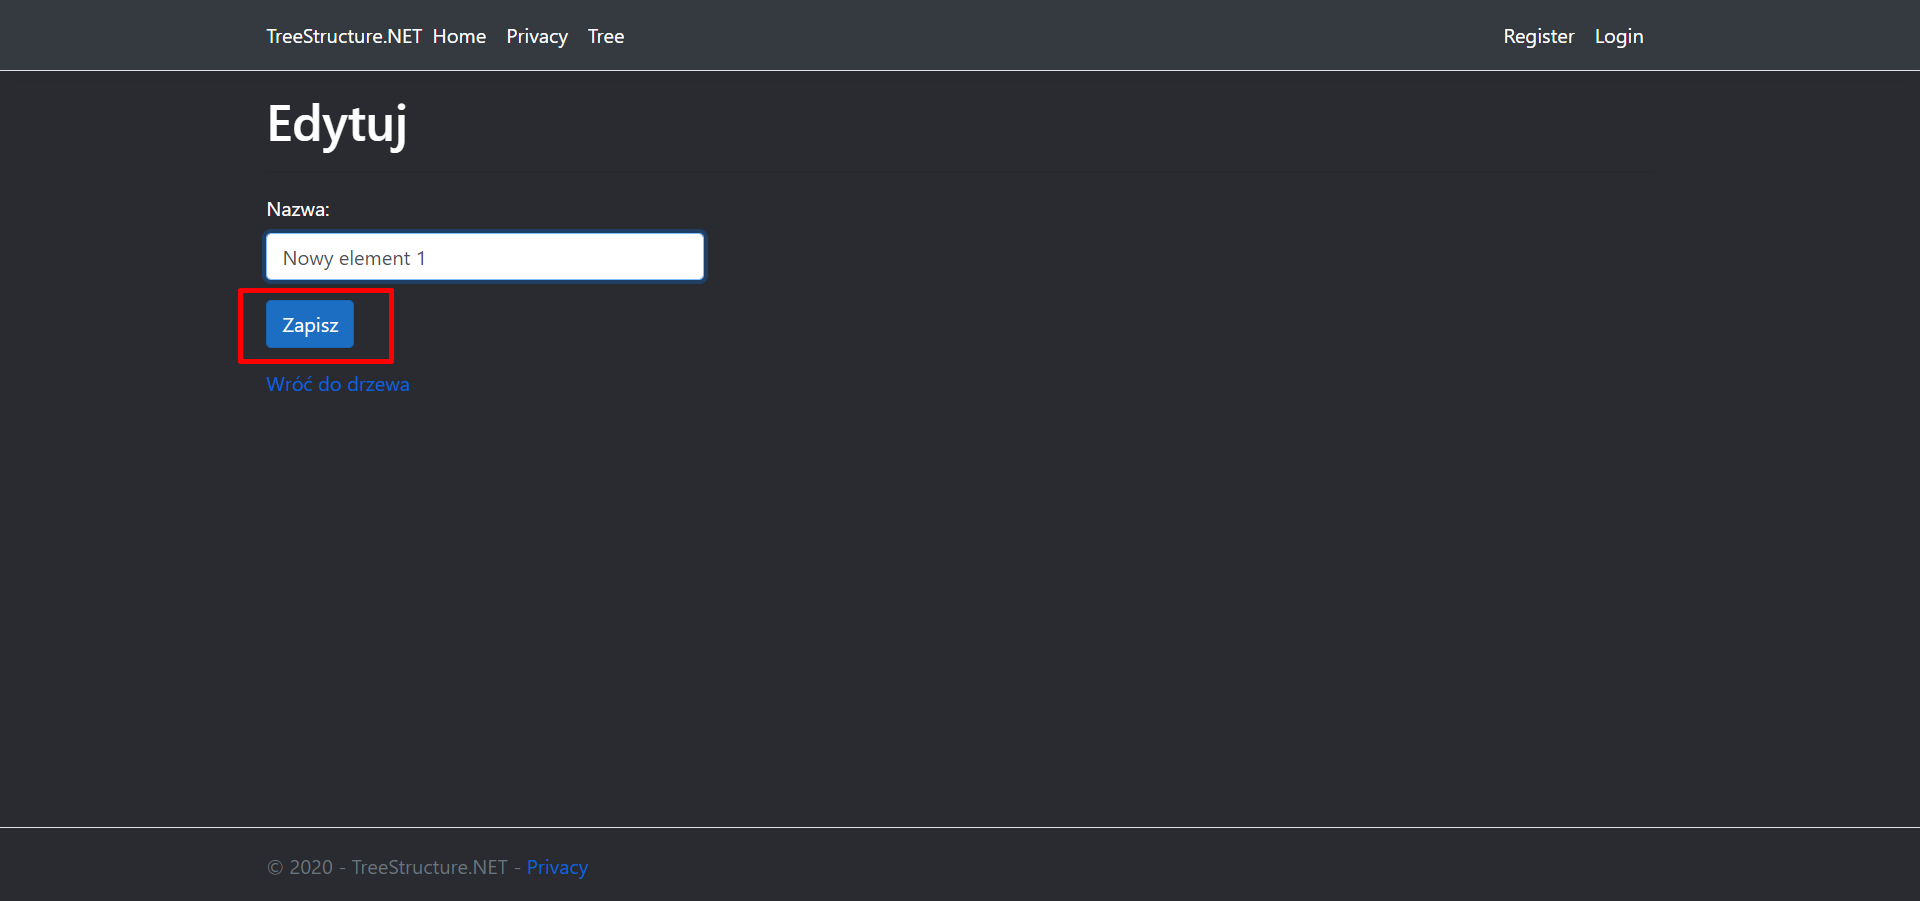 TreeStructure.NET Home Privacy Tree Register Login
Edytuj
Nazwa:
Nowy element 1
Zapisz
Wróć do drzewa
© 2020 - TreeStructure.NET - Privacy